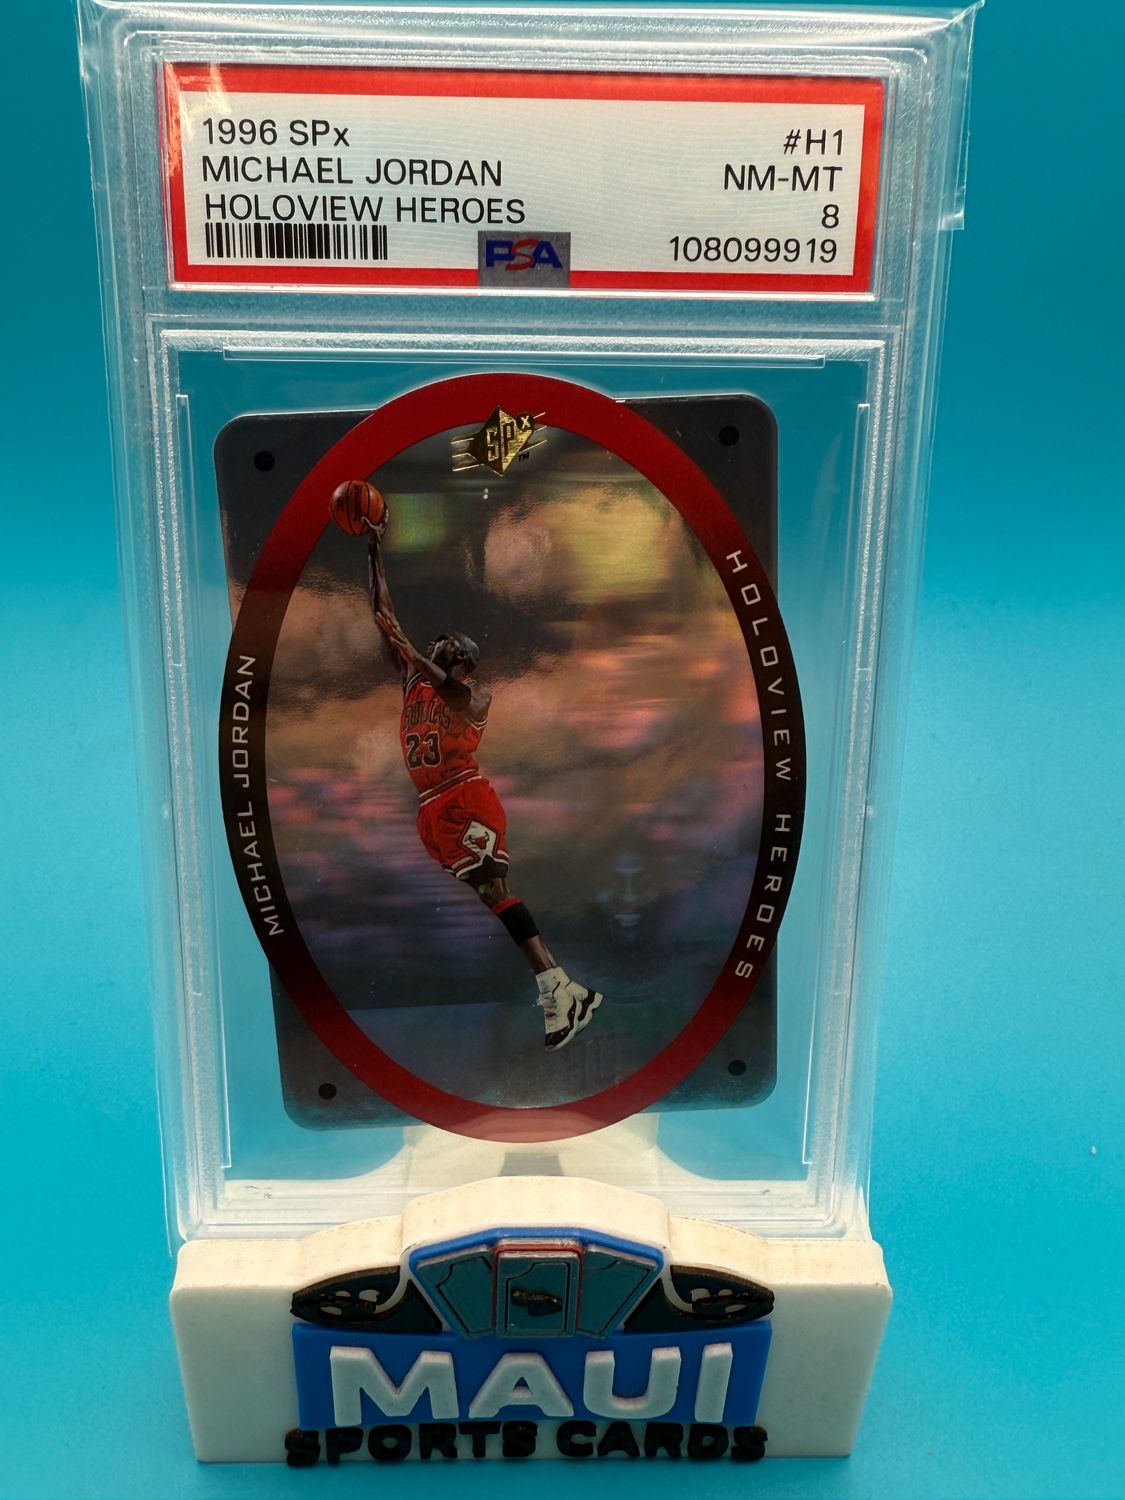 1996 SPx
#H1
MICHAEL JORDAN
NM-MT
HOLOVIEW HEROES
8
PSA
108099919
SPx
TM
HOLOVIEW HEROES
MICHAEL JORDAN
BULLS
23
MAUI
SPORTS CARDS